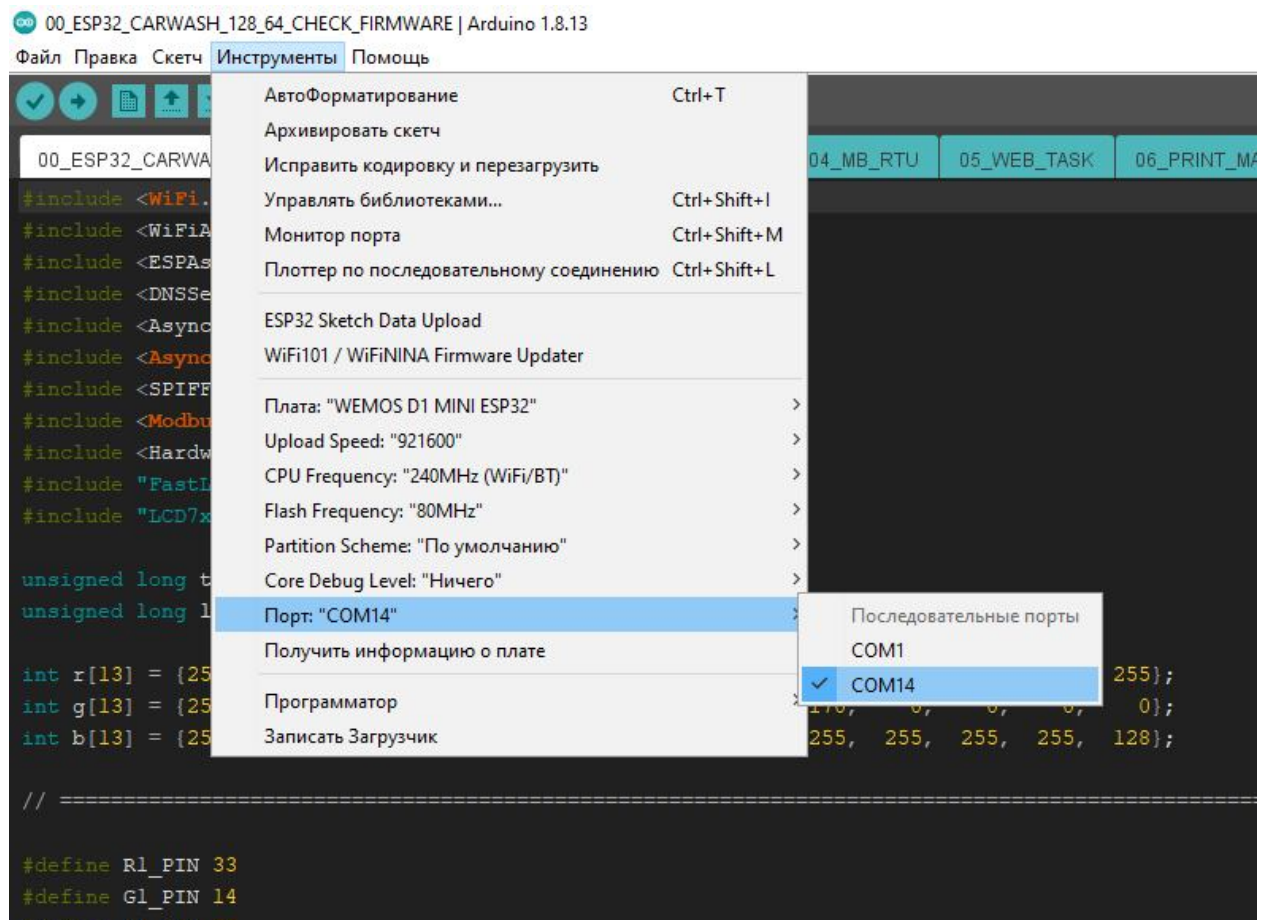 00_ESP32_CARWASH_128_64_CHECK_FIRMWARE | Arduino 1.8.13
Файл Правка Скетч Инструменты Помощь
АвтоФорматирование Ctrl+T
Архивировать скетч
Исправить кодировку и перезагрузить
Управлять библиотеками... Ctrl+Shift+I
Монитор порта Ctrl+Shift+M
Плоттер по последовательному соединению Ctrl+Shift+L
ESP32 Sketch Data Upload
WiFi101 / WiFiNINA Firmware Updater
Плата: "WEMOS D1 MINI ESP32"
Upload Speed: "921600"
CPU Frequency: "240MHz (WiFi/BT)"
Flash Frequency: "80MHz"
Partition Scheme: "По умолчанию"
Core Debug Level: "Ничего"
Порт: "COM14"
Получить информацию о плате
Программатор
Записать Загрузчик
Последовательные порты
COM1
COM14
00_ESP32_CARWA 04_MB_RTU 05_WEB_TASK 06_PRINT_MA
#include <WiFi.
#include <WiFiA
#include <ESPAs
#include <DNSSe
#include <Async
#include <Async
#include <SPIFF
#include <Modbu
#include <Hardw
#include "FastL
#include "LCD7x
unsigned long t
unsigned long l
int r[13] = {25 255};
int g[13] = {25 0};
int b[13] = {25 255, 255, 255, 255, 128};
// ====================================================================================
#define R1_PIN 33
#define G1_PIN 14